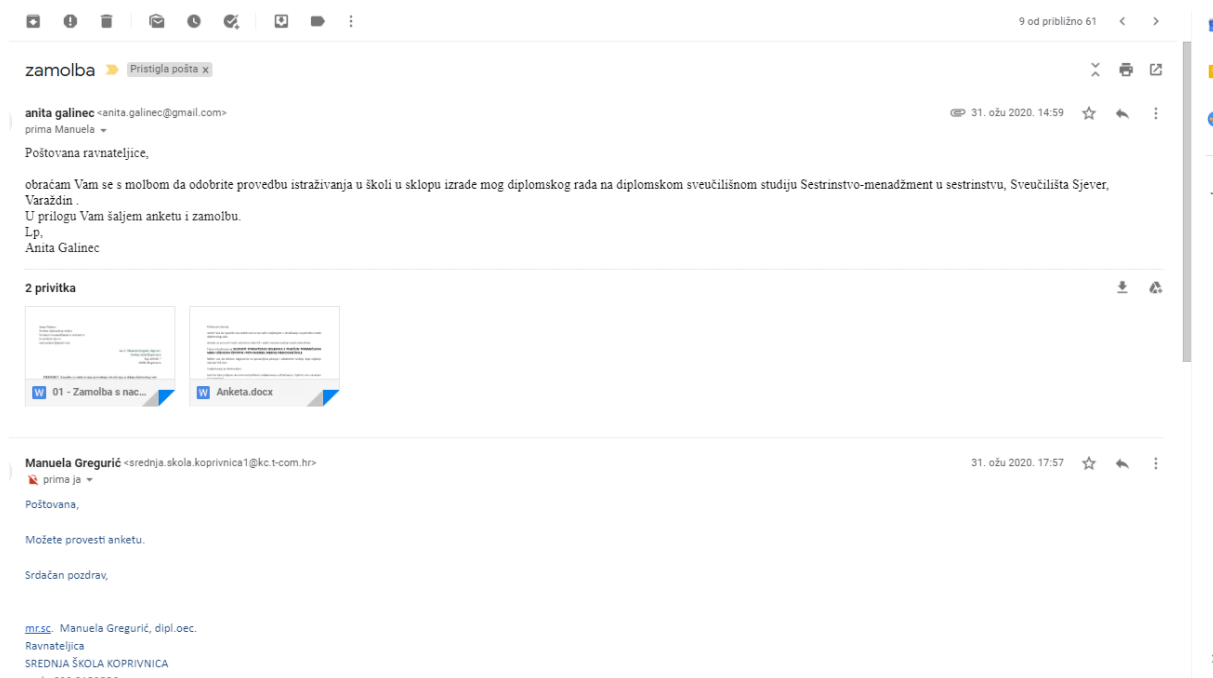 9 od približno 61
zamolba Pristigla pošta x
anita galinec <anita.galinec@gmail.com> 31. ožu 2020. 14:59
prima Manuela
Poštovana ravnateljice,
obraćam Vam se s molbom da odobrite provedbu istraživanja u školi u sklopu izrade mog diplomskog rada na diplomskom sveučilišnom studiju Sestrinstvo-menadžment u sestrinstvu, Sveučilišta Sjever,
Varaždin .
U prilogu Vam šaljem anketu i zamolbu.
Lp,
Anita Galinec
2 privitka
W 01 - Zamolba s nac...
W Anketa.docx
Manuela Gregurić <srednja.skola.koprivnica1@kc.t-com.hr> 31. ožu 2020. 17:57
prima ja
Poštovana,
Možete provesti anketu.
Srdačan pozdrav,
mr.sc. Manuela Gregurić, dipl.oec.
Ravnateljica
SREDNJA ŠKOLA KOPRIVNICA